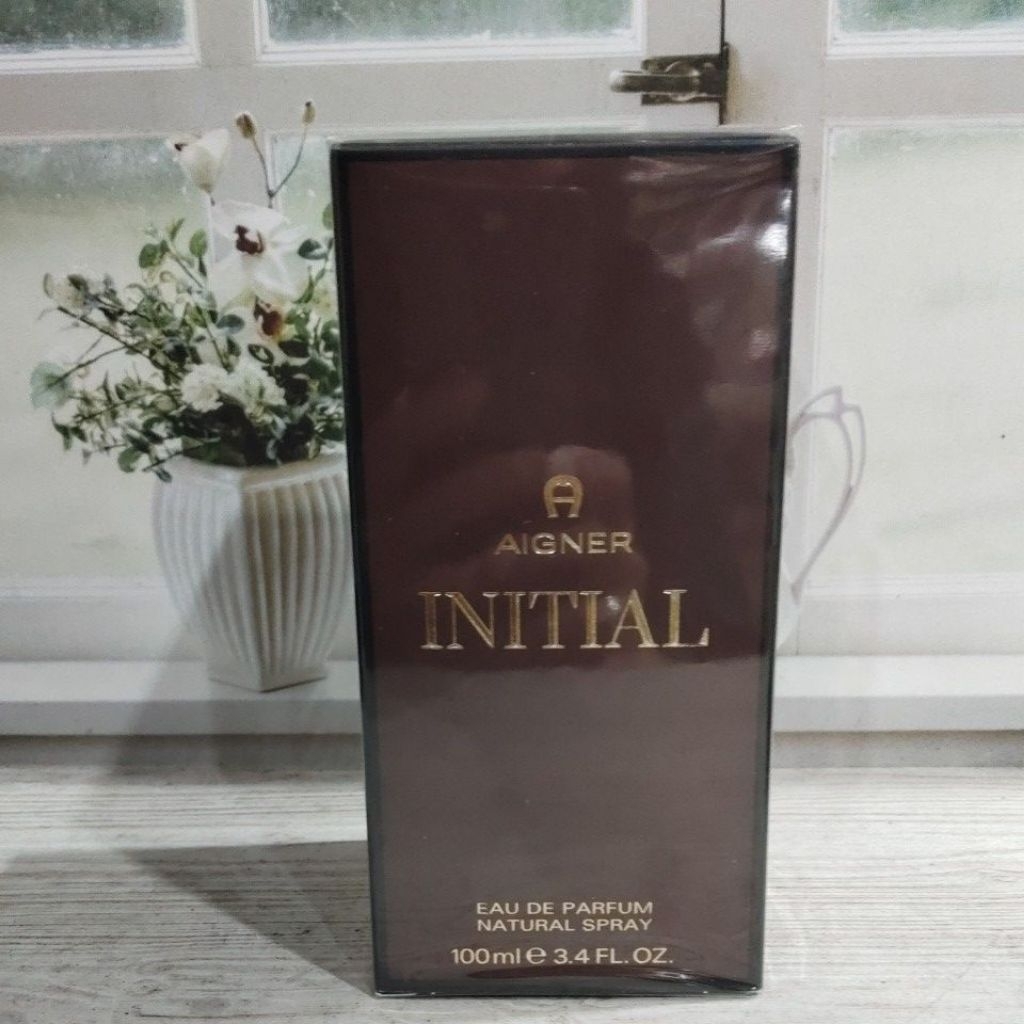 AIGNER
INITIAL
EAU DE PARFUM
NATURAL SPRAY
100ml ℮ 3.4 FL. OZ.